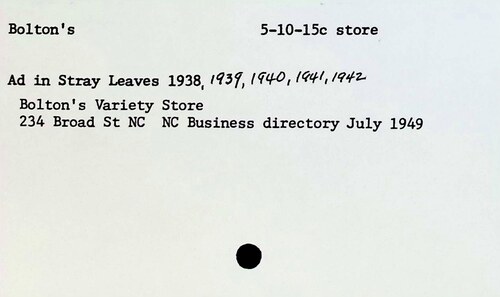 Bolton's 5-10-15c store
Ad in Stray Leaves 1938, 1939, 1940, 1941, 1942
Bolton's Variety Store
234 Broad St NC NC Business directory July 1949